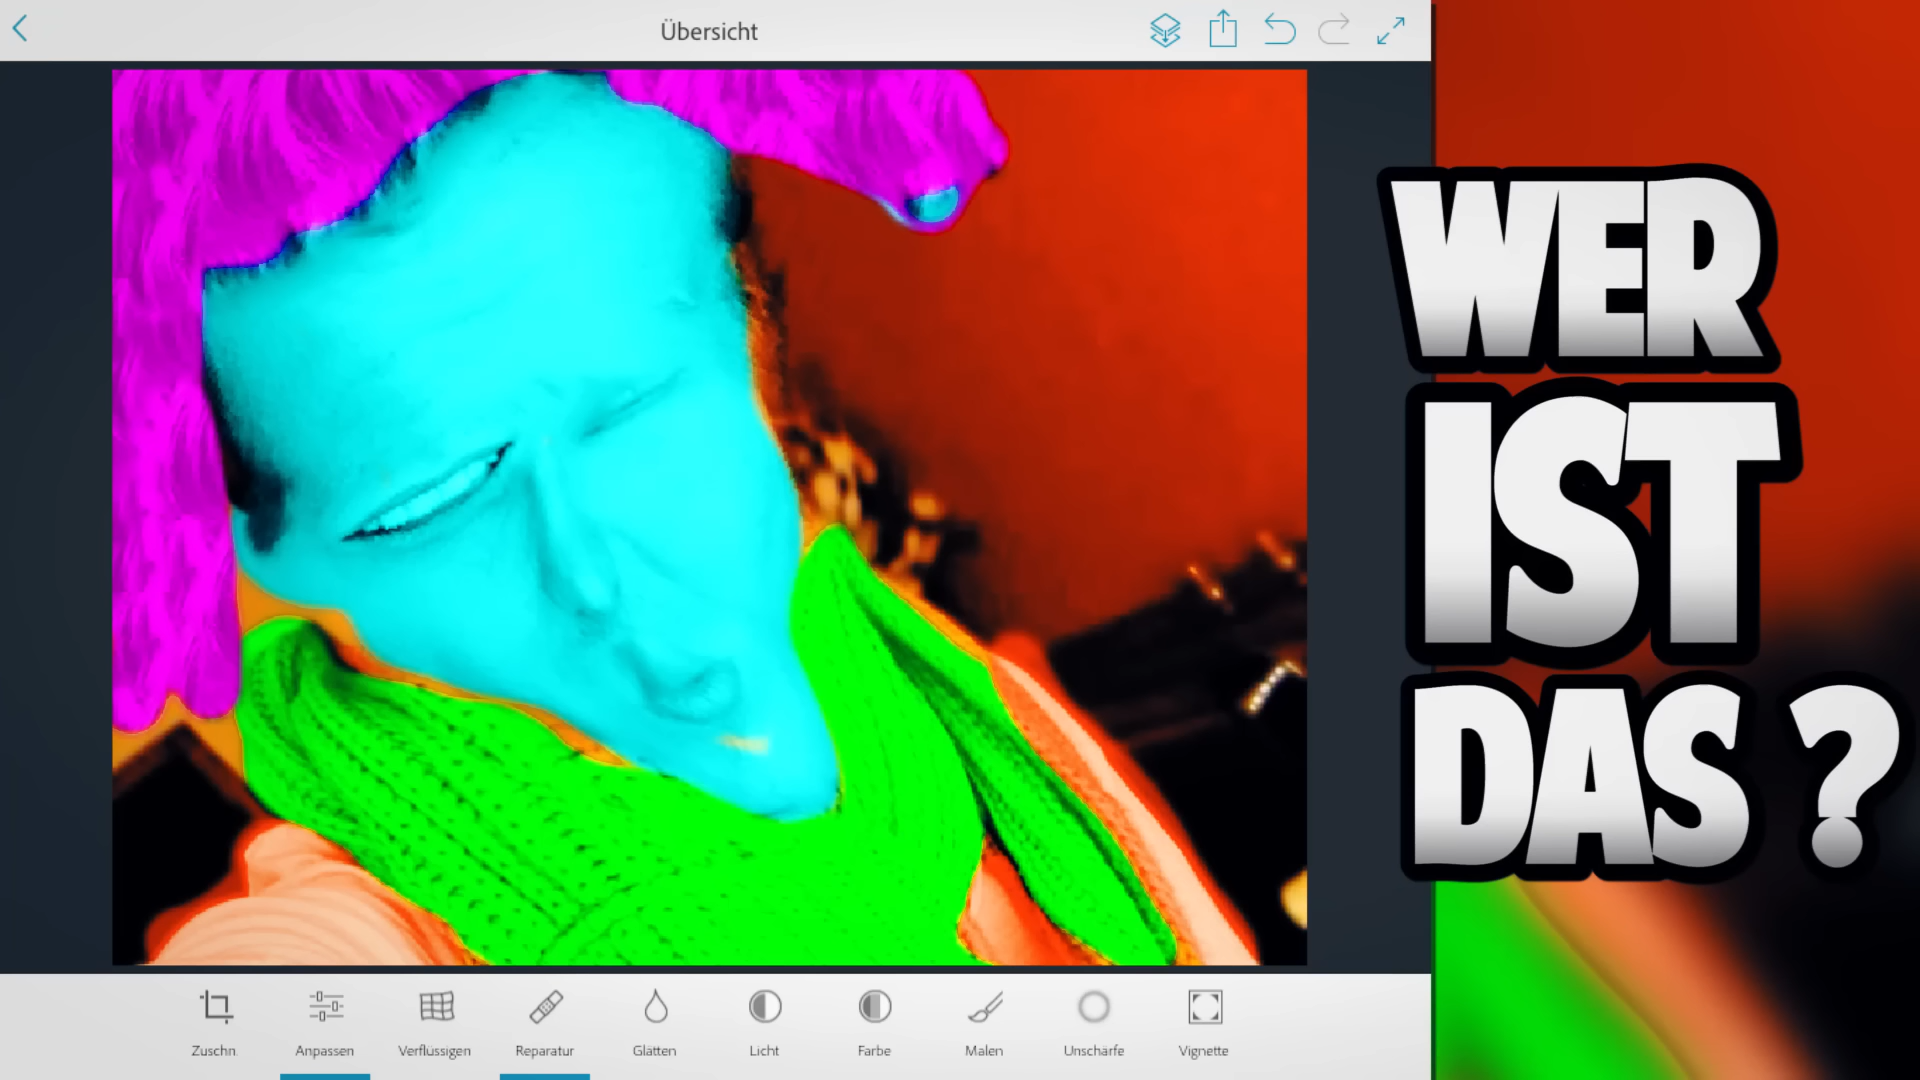 Übersicht
WER
IST
DAS ?
Zuschn.
Anpassen
Verflüssigen
Reparatur
Glätten
Licht
Farbe
Malen
Unschärfe
Vignette